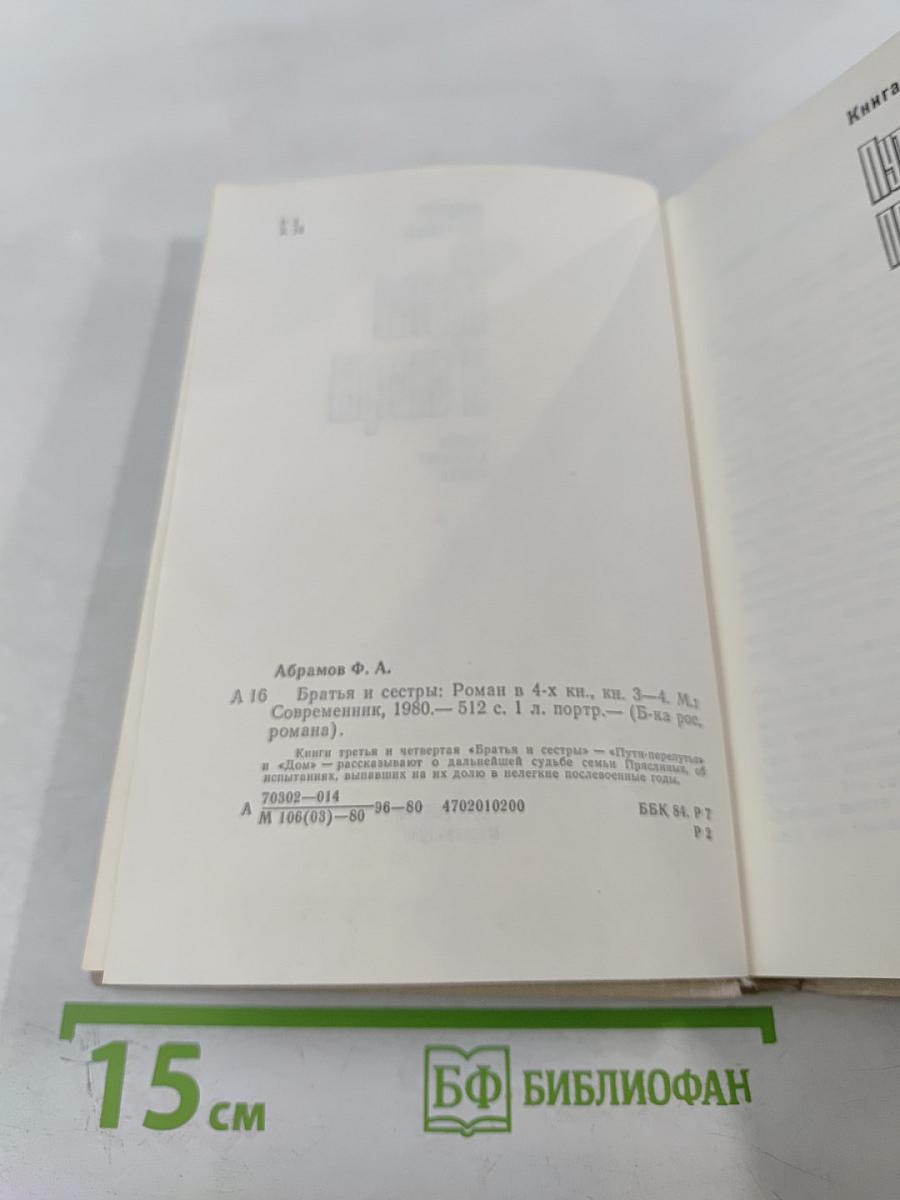 Книга
Абрамов Ф. А.
А 16 Братья и сестры: Роман в 4-х кн., кн. 3—4. М.:
Современник, 1980.— 512 с. 1 л. портр.— (Б-ка рос.
романа).
Книги третья и четвертая «Братья и сестры» — «Пути-перепутья»
и «Дом» — рассказывают о дальнейшей судьбе семьи Пряслиных, об
испытаниях, выпавших на их долю в нелегкие послевоенные годы.
70302—014
А М 106(03)—80 96—80 4702010200 ББК 84. Р 7
Р 2
15 см БФ БИБЛИОФАН